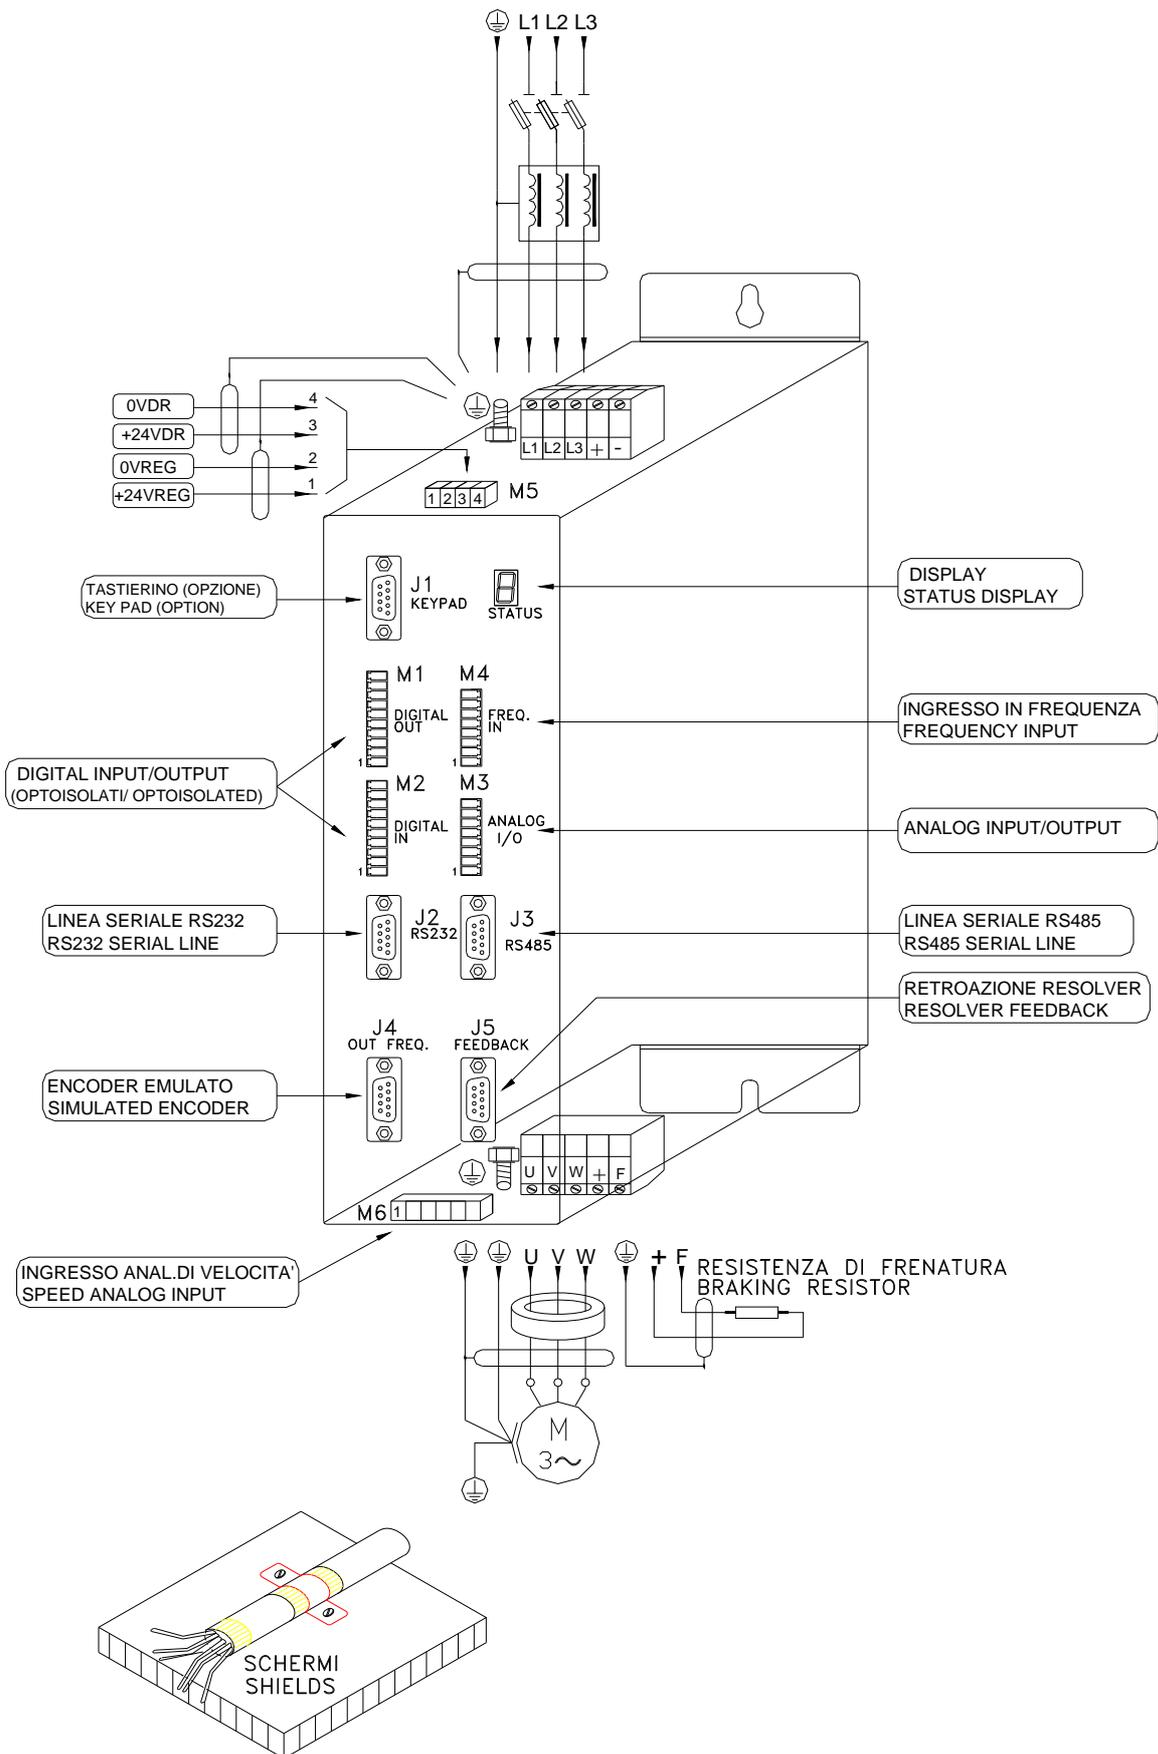 L1 L2 L3
0VDR
4
+24VDR
3
0VREG
2
+24VREG
1
L1 L2 L3 + -
1 2 3 4
M5
TASTIERINO (OPZIONE)
KEY PAD (OPTION)
J1
KEYPAD
STATUS
DISPLAY
STATUS DISPLAY
M1
DIGITAL
OUT
1
M4
FREQ.
IN
1
INGRESSO IN FREQUENZA
FREQUENCY INPUT
DIGITAL INPUT/OUTPUT
(OPTOISOLATI/ OPTOISOLATED)
M2
DIGITAL
IN
1
M3
ANALOG
I/O
1
ANALOG INPUT/OUTPUT
LINEA SERIALE RS232
RS232 SERIAL LINE
J2
RS232
J3
RS485
LINEA SERIALE RS485
RS485 SERIAL LINE
RETROAZIONE RESOLVER
RESOLVER FEEDBACK
J4
OUT FREQ.
J5
FEEDBACK
ENCODER EMULATO
SIMULATED ENCODER
U V W + F
M6
1
INGRESSO ANAL.DI VELOCITA'
SPEED ANALOG INPUT
U V W
+ F
RESISTENZA DI FRENATURA
BRAKING RESISTOR
M
3~
SCHERMI
SHIELDS